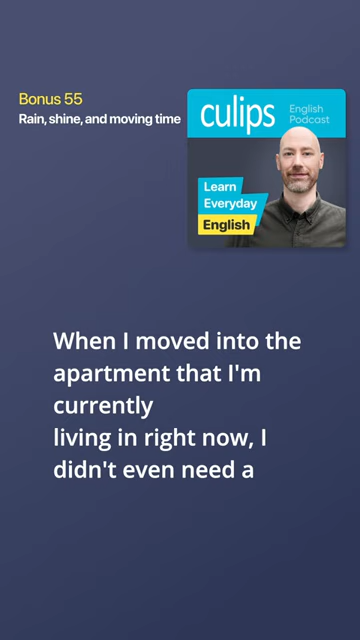 Bonus 55
Rain, shine, and moving time
culips
English
Podcast
Learn
Everyday
English
When I moved into the
apartment that I'm
currently
living in right now, I
didn't even need a